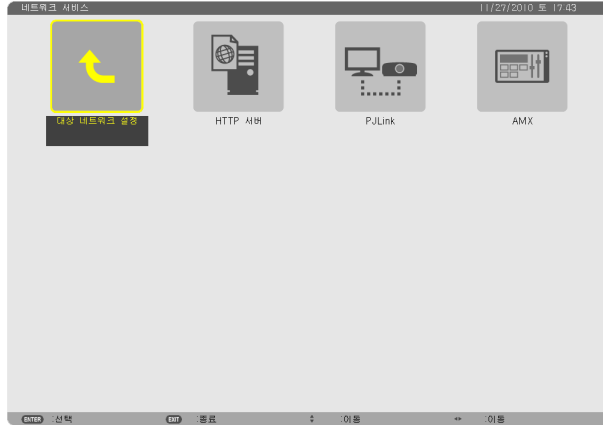 네트워크 서비스 11/27/2010 토 17:43
대상 네트워크 설정 HTTP 서버 PJLink AMX
ENTER :선택 EXIT :종료 :이동 :이동